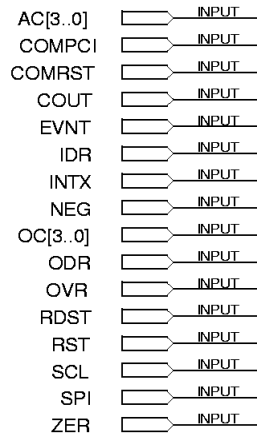 AC[3..0] INPUT
COMPCI INPUT
COMRST INPUT
COUT INPUT
EVNT INPUT
IDR INPUT
INTX INPUT
NEG INPUT
OC[3..0] INPUT
ODR INPUT
OVR INPUT
RDST INPUT
RST INPUT
SCL INPUT
SPI INPUT
ZER INPUT